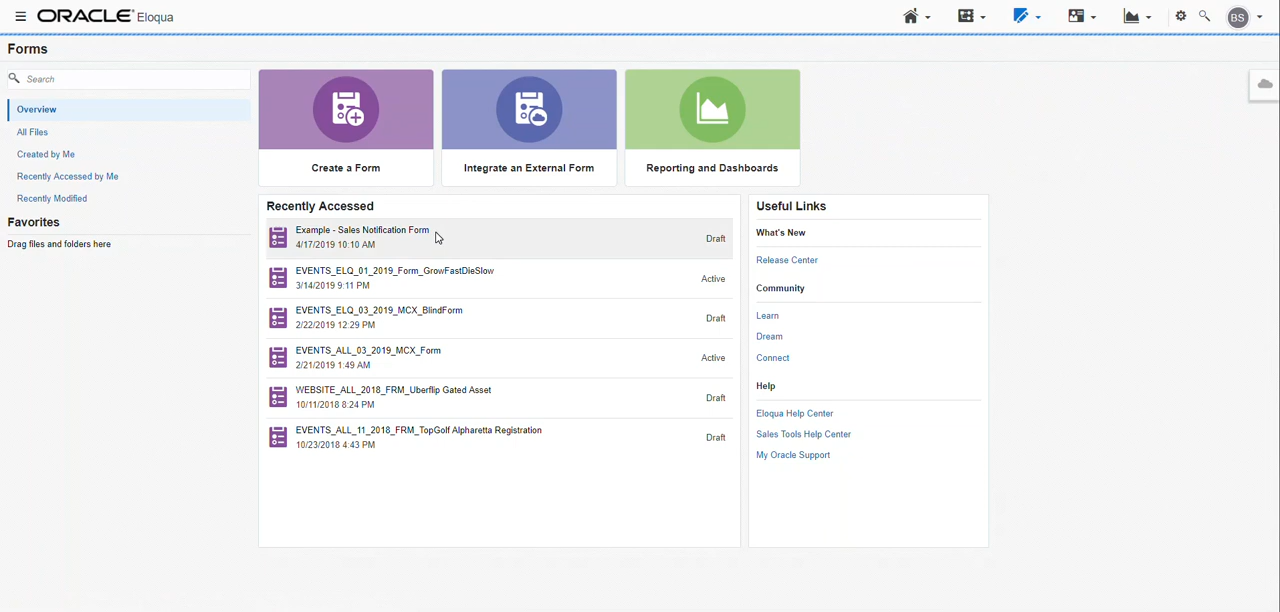 ORACLE Eloqua
BS
Forms
Search
Overview
All Files
Created by Me
Recently Accessed by Me
Recently Modified
Favorites
Drag files and folders here
Create a Form
Integrate an External Form
Reporting and Dashboards
Recently Accessed
Example - Sales Notification Form
4/17/2019 10:10 AM
Draft
EVENTS_ELQ_01_2019_Form_GrowFastDieSlow
3/14/2019 9:11 PM
Active
EVENTS_ELQ_03_2019_MCX_BlindForm
2/22/2019 12:29 PM
Draft
EVENTS_ALL_03_2019_MCX_Form
2/21/2019 1:49 AM
Active
WEBSITE_ALL_2018_FRM_Uberflip Gated Asset
10/11/2018 8:24 PM
Draft
EVENTS_ALL_11_2018_FRM_TopGolf Alpharetta Registration
10/23/2018 4:43 PM
Draft
Useful Links
What's New
Release Center
Community
Learn
Dream
Connect
Help
Eloqua Help Center
Sales Tools Help Center
My Oracle Support